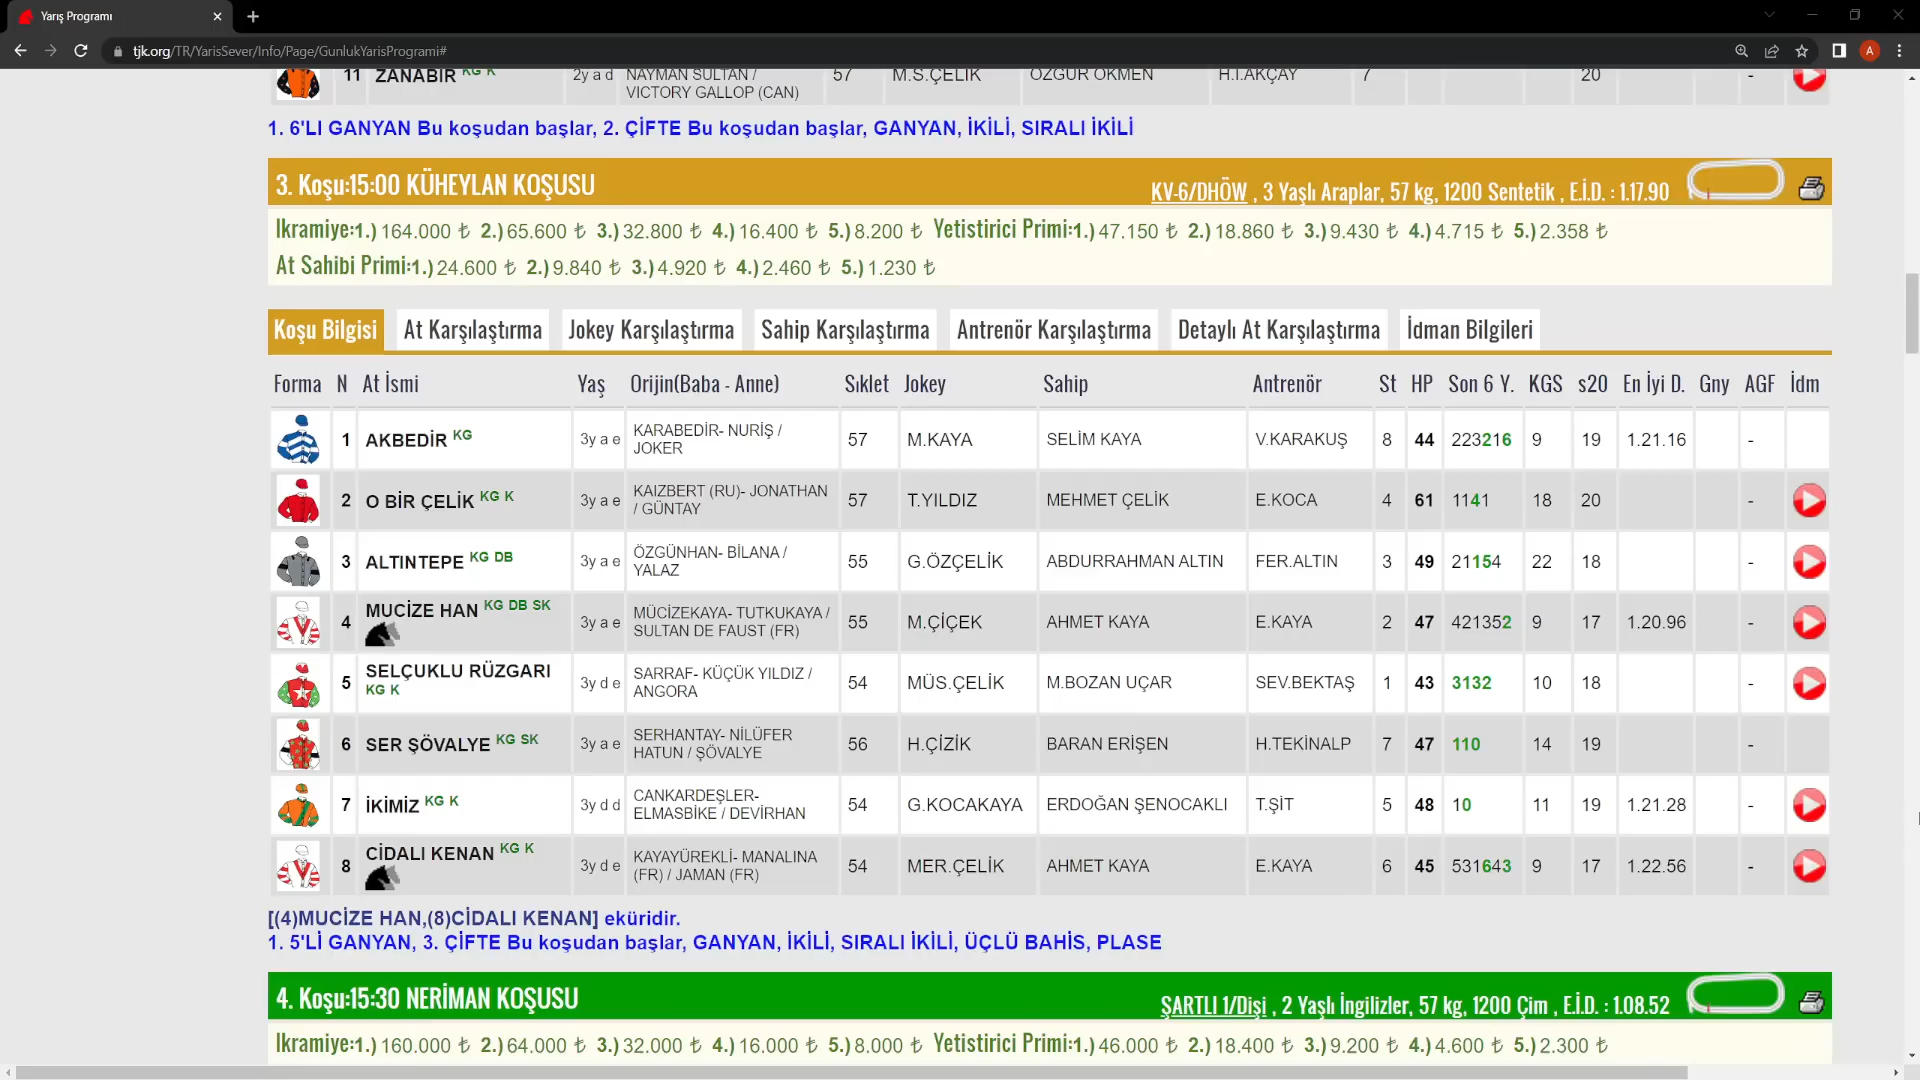 Yarış Programı
tjk.org/TR/YarisSever/Info/Page/GunlukYarisProgrami#
A
11 ZANABIR KG K 2y a d NAYMAN SULTAN / VICTORY GALLOP (CAN) 57 M.S.ÇELİK ÖZGÜR ÖKMEN H.İ.AKÇAY 7 20 -
1. 6'LI GANYAN Bu koşudan başlar, 2. ÇİFTE Bu koşudan başlar, GANYAN, İKİLİ, SIRALI İKİLİ
3. Koşu:15:00 KÜHEYLAN KOŞUSU KV-6/DHÖW , 3 Yaşlı Araplar, 57 kg, 1200 Sentetik , E.İ.D. : 1.17.90
Ikramiye:1.) 164.000 ₺ 2.) 65.600 ₺ 3.) 32.800 ₺ 4.) 16.400 ₺ 5.) 8.200 ₺ Yetistirici Primi:1.) 47.150 ₺ 2.) 18.860 ₺ 3.) 9.430 ₺ 4.) 4.715 ₺ 5.) 2.358 ₺
At Sahibi Primi:1.) 24.600 ₺ 2.) 9.840 ₺ 3.) 4.920 ₺ 4.) 2.460 ₺ 5.) 1.230 ₺
Koşu Bilgisi At Karşılaştırma Jokey Karşılaştırma Sahip Karşılaştırma Antrenör Karşılaştırma Detaylı At Karşılaştırma İdman Bilgileri
Forma N At İsmi Yaş Orijin(Baba - Anne) Sıklet Jokey Sahip Antrenör St HP Son 6 Y. KGS s20 En İyi D. Gny AGF İdm
1 AKBEDİR KG 3y a e KARABEDİR- NURİŞ / JOKER 57 M.KAYA SELİM KAYA V.KARAKUŞ 8 44 223216 9 19 1.21.16 -
2 O BİR ÇELİK KG K 3y a e KAIZBERT (RU)- JONATHAN / GÜNTAY 57 T.YILDIZ MEHMET ÇELİK E.KOCA 4 61 1141 18 20 -
3 ALTINTEPE KG DB 3y a e ÖZGÜNHAN- BİLANA / YALAZ 55 G.ÖZÇELİK ABDURRAHMAN ALTIN FER.ALTIN 3 49 21154 22 18 -
4 MUCİZE HAN KG DB SK 3y a e MÜCİZEKAYA- TUTKUKAYA / SULTAN DE FAUST (FR) 55 M.ÇİÇEK AHMET KAYA E.KAYA 2 47 421352 9 17 1.20.96 -
5 SELÇUKLU RÜZGARI KG K 3y d e SARRAF- KÜÇÜK YILDIZ / ANGORA 54 MÜS.ÇELİK M.BOZAN UÇAR SEV.BEKTAŞ 1 43 3132 10 18 -
6 SER ŞÖVALYE KG SK 3y a e SERHANTAY- NİLÜFER HATUN / ŞÖVALYE 56 H.ÇİZİK BARAN ERİŞEN H.TEKİNALP 7 47 110 14 19 -
7 İKİMİZ KG K 3y d d CANKARDEŞLER- ELMASBİKE / DEVİRHAN 54 G.KOCAKAYA ERDOĞAN ŞENOCAKLI T.ŞİT 5 48 10 11 19 1.21.28 -
8 CİDALI KENAN KG K 3y d e KAYAYÜREKLİ- MANALINA (FR) / JAMAN (FR) 54 MER.ÇELİK AHMET KAYA E.KAYA 6 45 531643 9 17 1.22.56 -
[(4)MUCİZE HAN,(8)CİDALI KENAN] eküridir.
1. 5'Lİ GANYAN, 3. ÇİFTE Bu koşudan başlar, GANYAN, İKİLİ, SIRALI İKİLİ, ÜÇLÜ BAHİS, PLASE
4. Koşu:15:30 NERİMAN KOŞUSU ŞARTLI 1/Dişi , 2 Yaşlı İngilizler, 57 kg, 1200 Çim , E.İ.D. : 1.08.52
Ikramiye:1.) 160.000 ₺ 2.) 64.000 ₺ 3.) 32.000 ₺ 4.) 16.000 ₺ 5.) 8.000 ₺ Yetistirici Primi:1.) 46.000 ₺ 2.) 18.400 ₺ 3.) 9.200 ₺ 4.) 4.600 ₺ 5.) 2.300 ₺